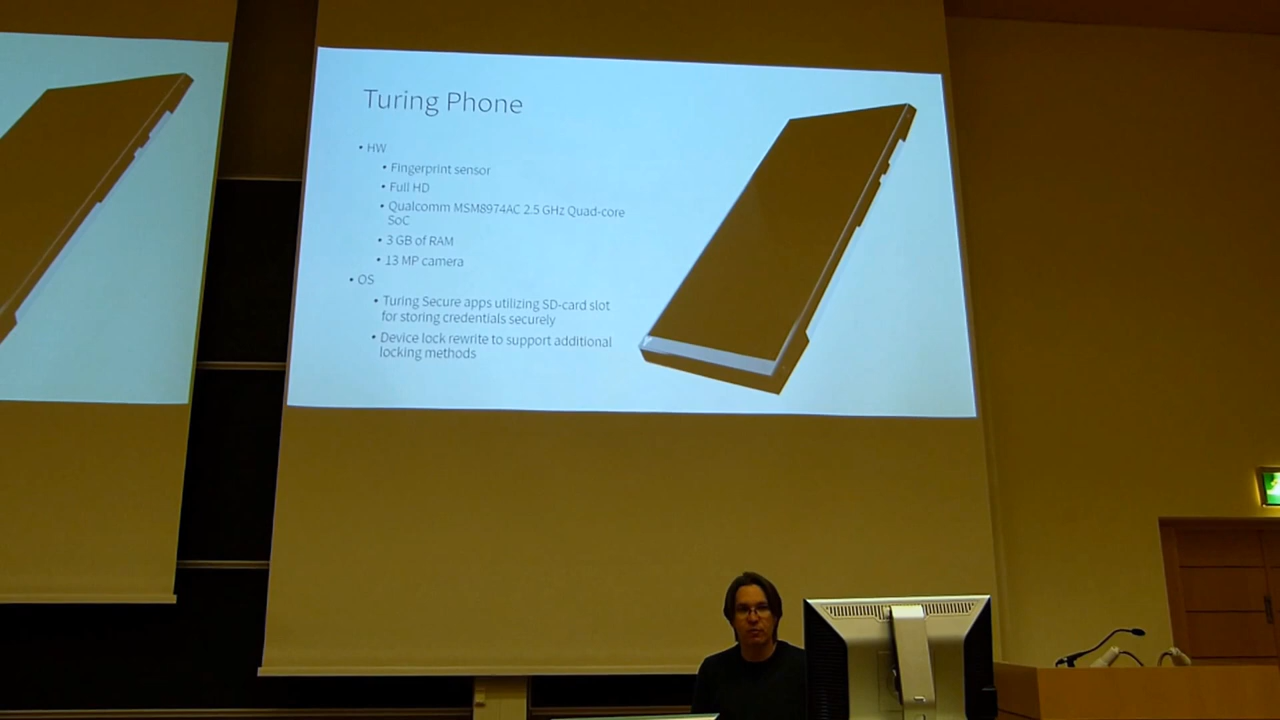 Turing Phone
• HW
• Fingerprint sensor
• Full HD
• Qualcomm MSM8974AC 2.5 GHz Quad-core
SoC
• 3 GB of RAM
• 13 MP camera
• OS
• Turing Secure apps utilizing SD-card slot
for storing credentials securely
• Device lock rewrite to support additional
locking methods